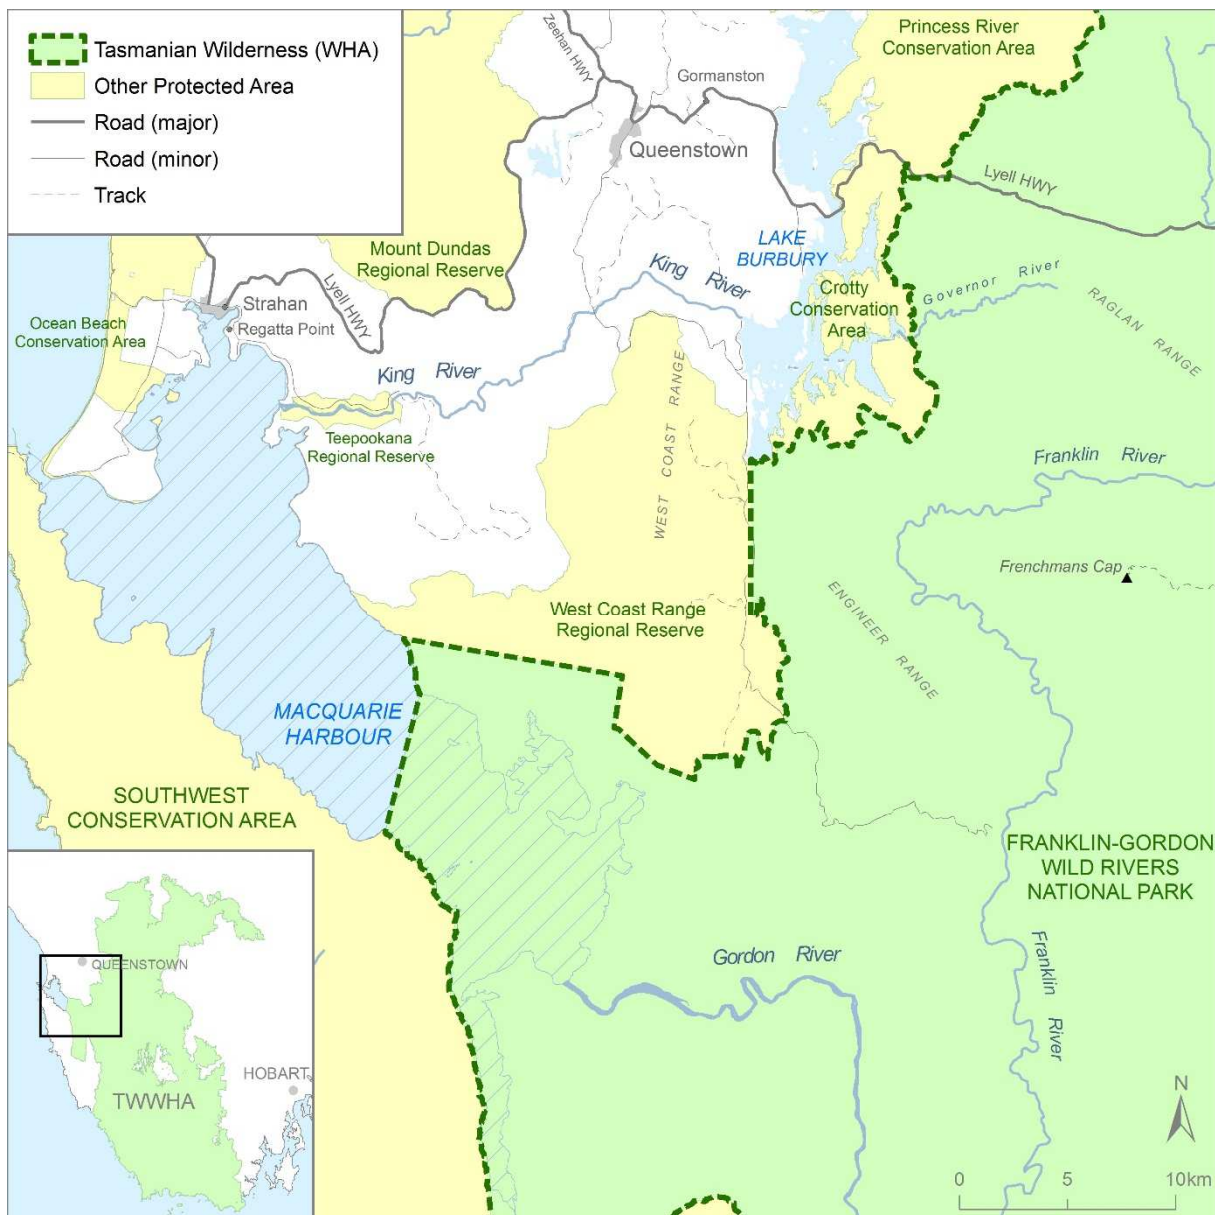 Tasmanian Wilderness (WHA)
Other Protected Area
Road (major)
Road (minor)
Track
Zeehan HWY
Gormanston
Queenstown
Princess River
Conservation Area
Lyell HWY
Mount Dundas
Regional Reserve
LAKE
BURBURY
King River
Crotty
Conservation
Area
Governor River
RAGLAN RANGE
Strahan
Regatta Point
Lyell HWY
Ocean Beach
Conservation Area
King River
Teepookana
Regional Reserve
WEST COAST RANGE
Franklin River
Frenchmans Cap
ENGINEER RANGE
West Coast Range
Regional Reserve
MACQUARIE
HARBOUR
SOUTHWEST
CONSERVATION AREA
FRANKLIN-GORDON
WILD RIVERS
NATIONAL PARK
Gordon River
Franklin River
QUEENSTOWN
HOBART
TWWHA
N
0 5 10km